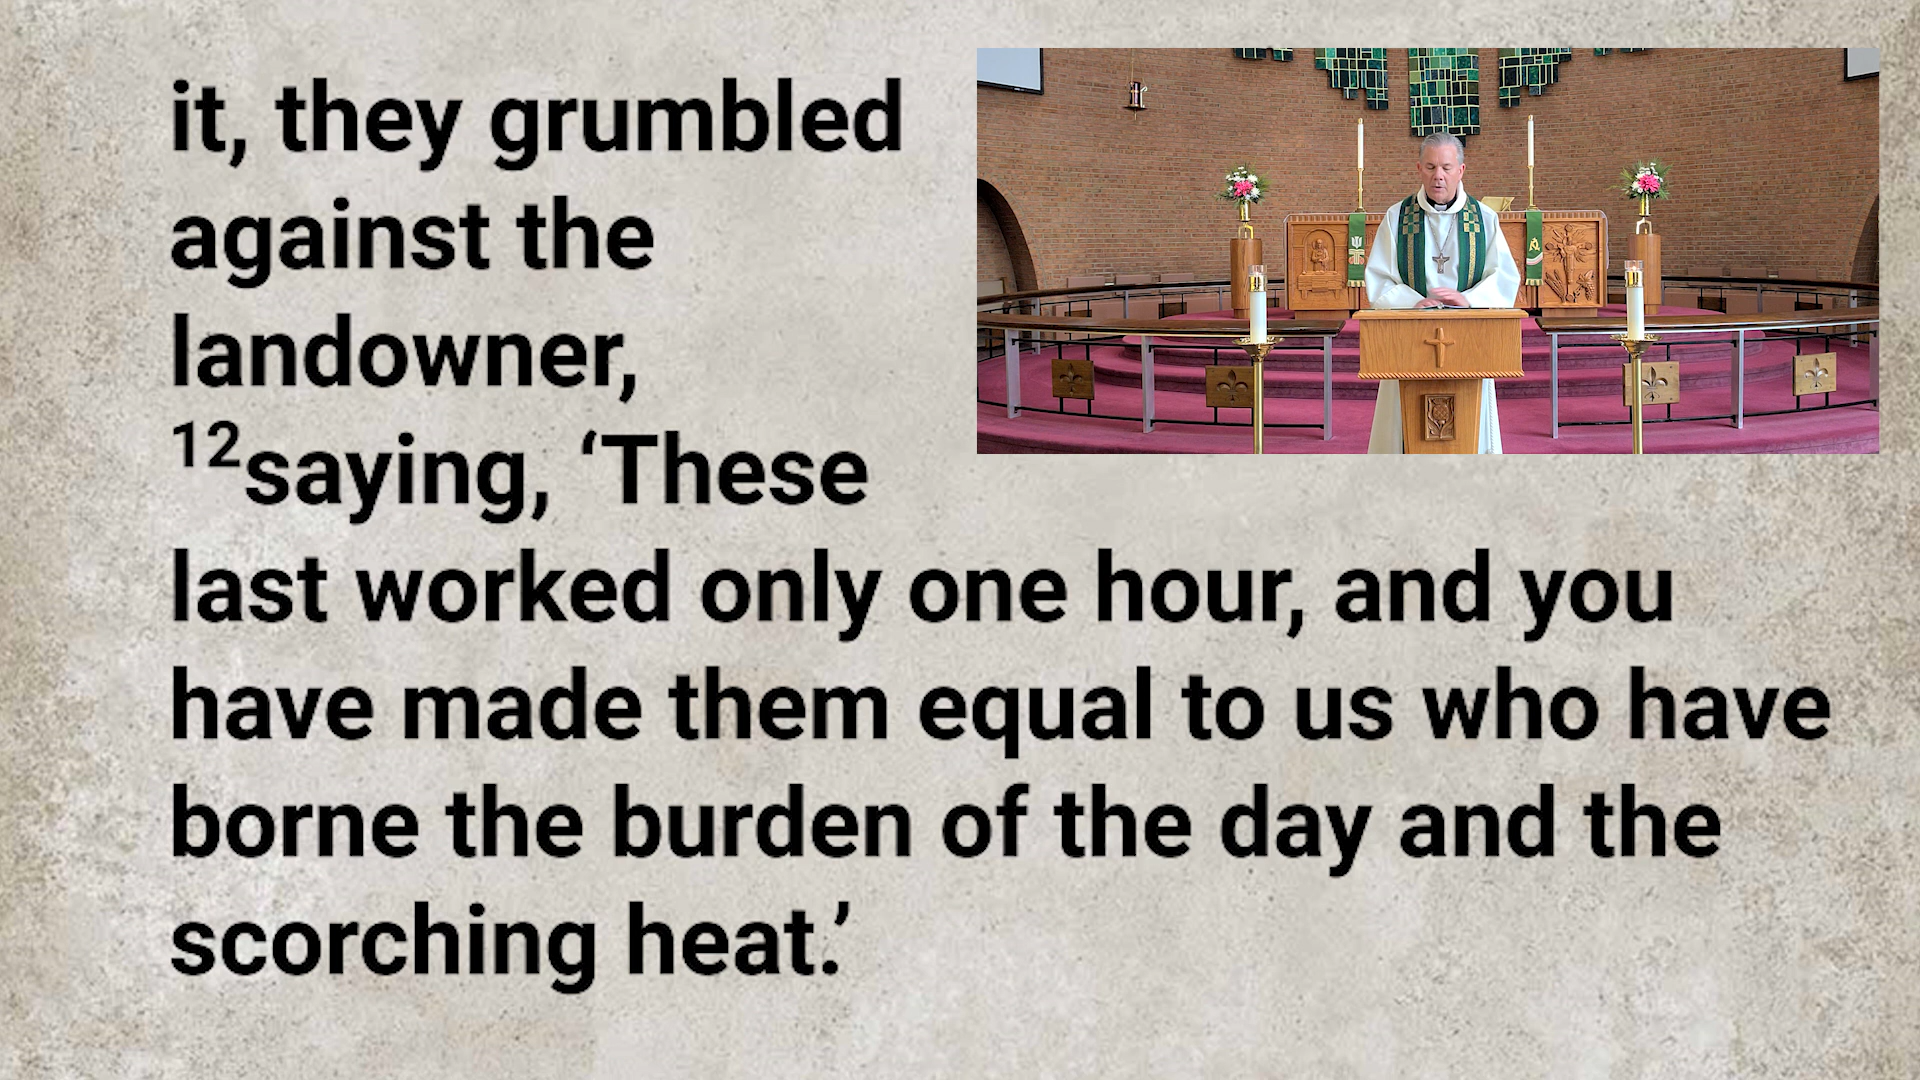 it, they grumbled
against the
landowner,
12saying, ‘These
last worked only one hour, and you
have made them equal to us who have
borne the burden of the day and the
scorching heat.’